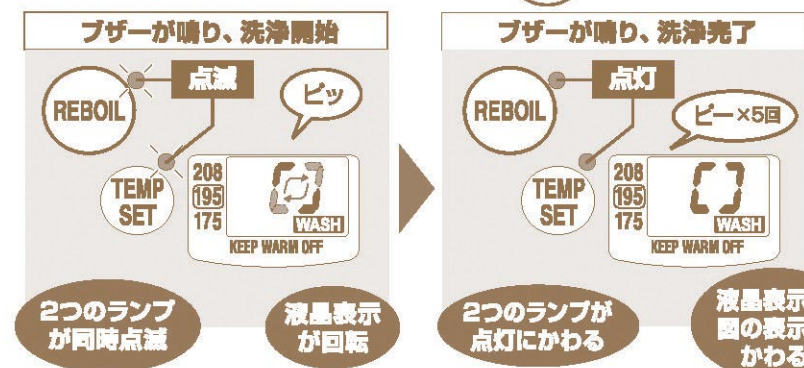 ブザーが鳴り、洗浄開始
点滅
REBOIL
ピッ
TEMP
SET
208
195
175
WASH
KEEP WARM OFF
2つのランプ
が同時点滅
液晶表示
が回転
ブザーが鳴り、洗浄完了
点灯
REBOIL
ピー×5回
TEMP
SET
208
195
175
WASH
KEEP WARM OFF
2つのランプが
点灯にかわる
液晶表示
図の表示
かわる